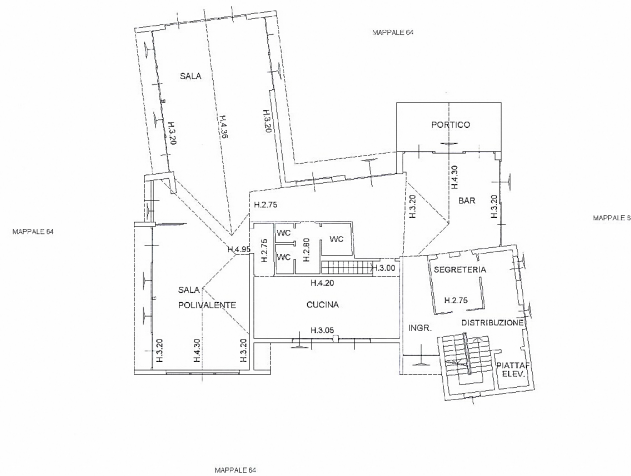 MAPPALE 64
SALA
H.3.20
H.4.36
H.3.20
PORTICO
H.4.30
H.3.20
BAR
H.3.20
H.2.75
MAPPALE 64
MAPPALE 3
WC
WC
WC
H.2.75
H.2.80
H.4.95
H.3.00
SEGRETERIA
H.4.20
SALA
POLIVALENTE
CUCINA
H.2.75
INGR.
DISTRIBUZIONE
H.3.05
H.3.20
H.4.30
H.3.20
PIATTAF
ELEV.
MAPPALE 64